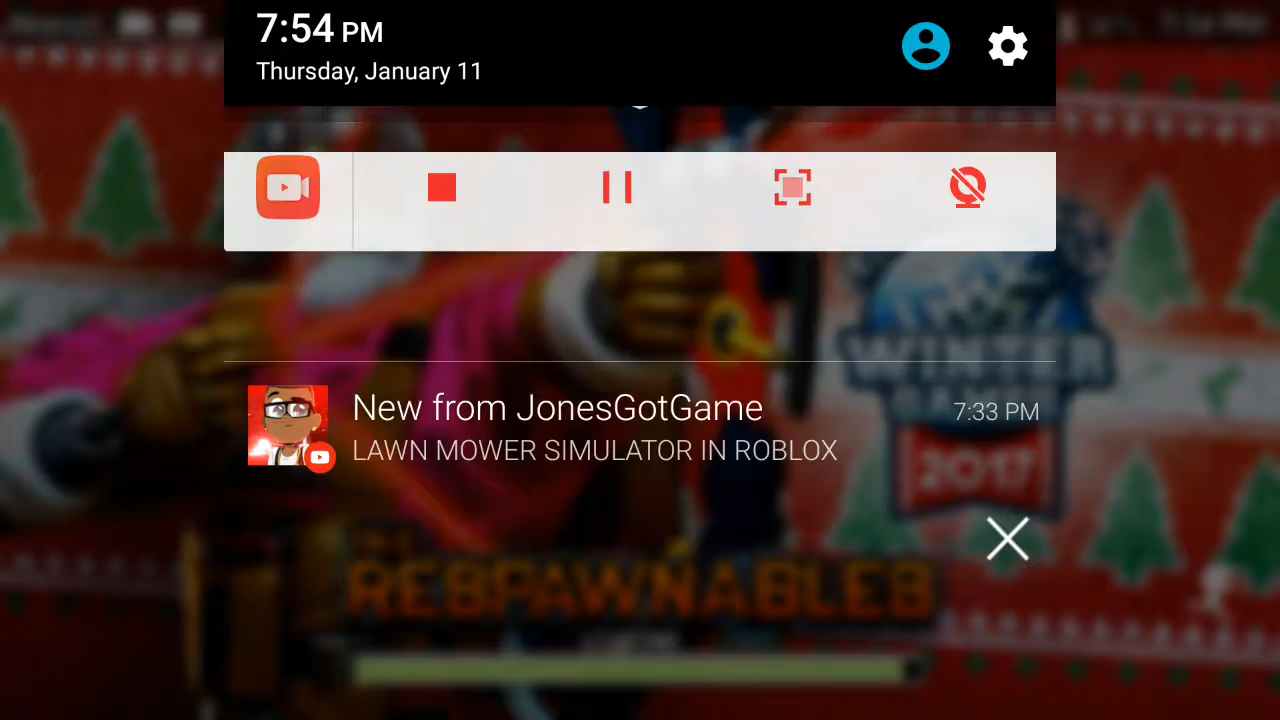 7:54 PM
Thursday, January 11
New from JonesGotGame
7:33 PM
LAWN MOWER SIMULATOR IN ROBLOX
WINTER
2017
RESPAWNABLES